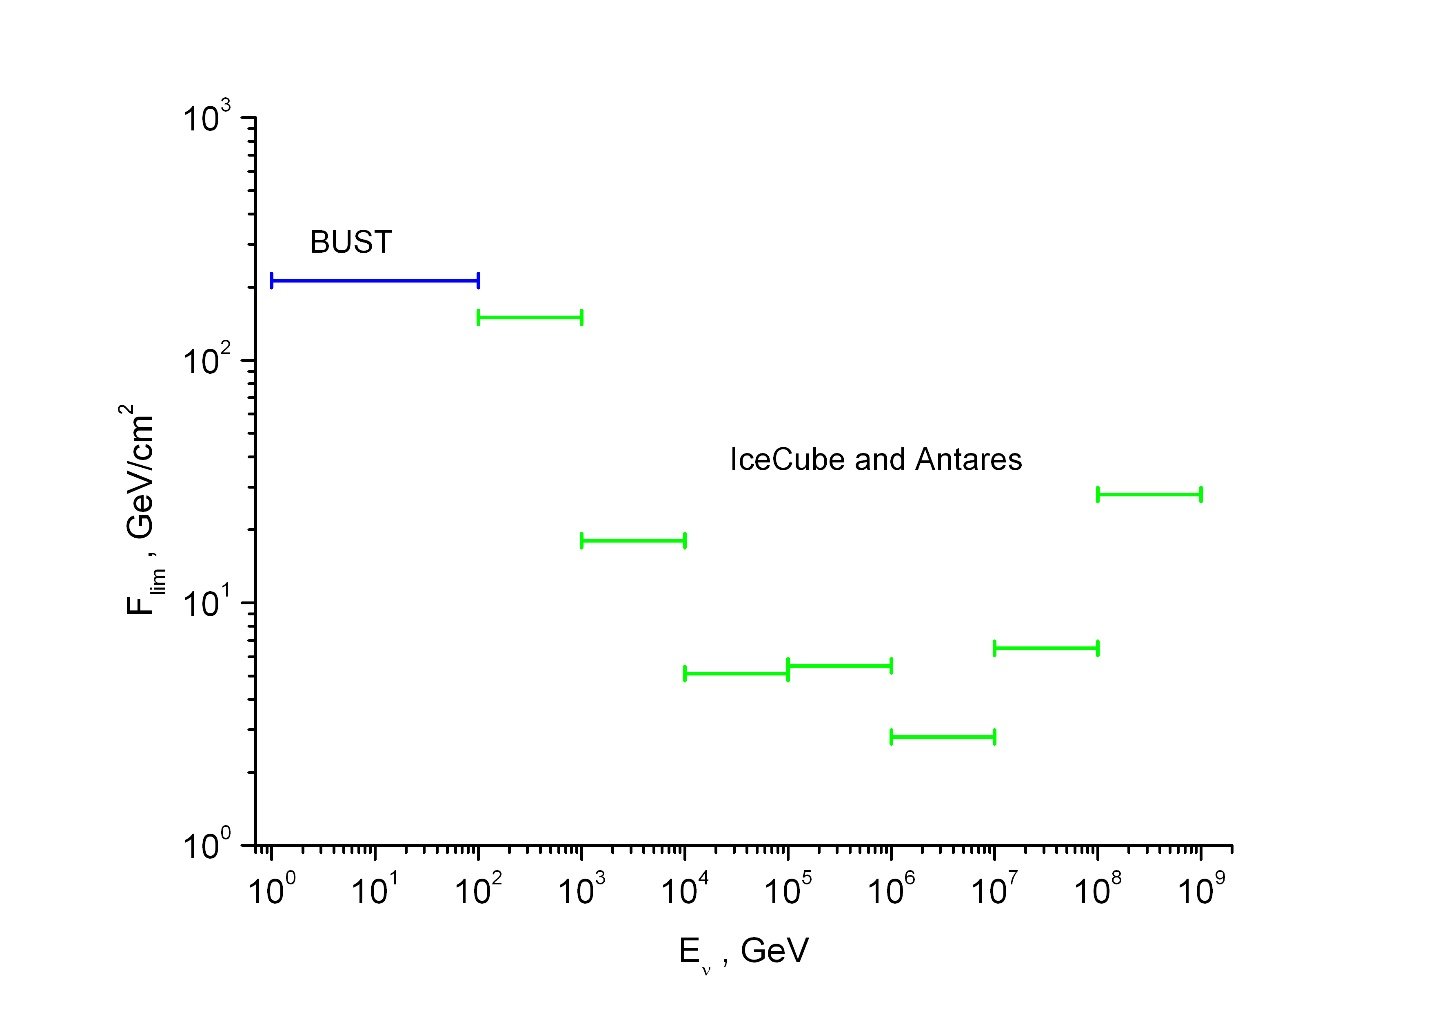 10³
BUST
10²
IceCube and Antares
F_lim , GeV/cm²
10¹
10⁰
10⁰ 10¹ 10² 10³ 10⁴ 10⁵ 10⁶ 10⁷ 10⁸ 10⁹
E_ν , GeV